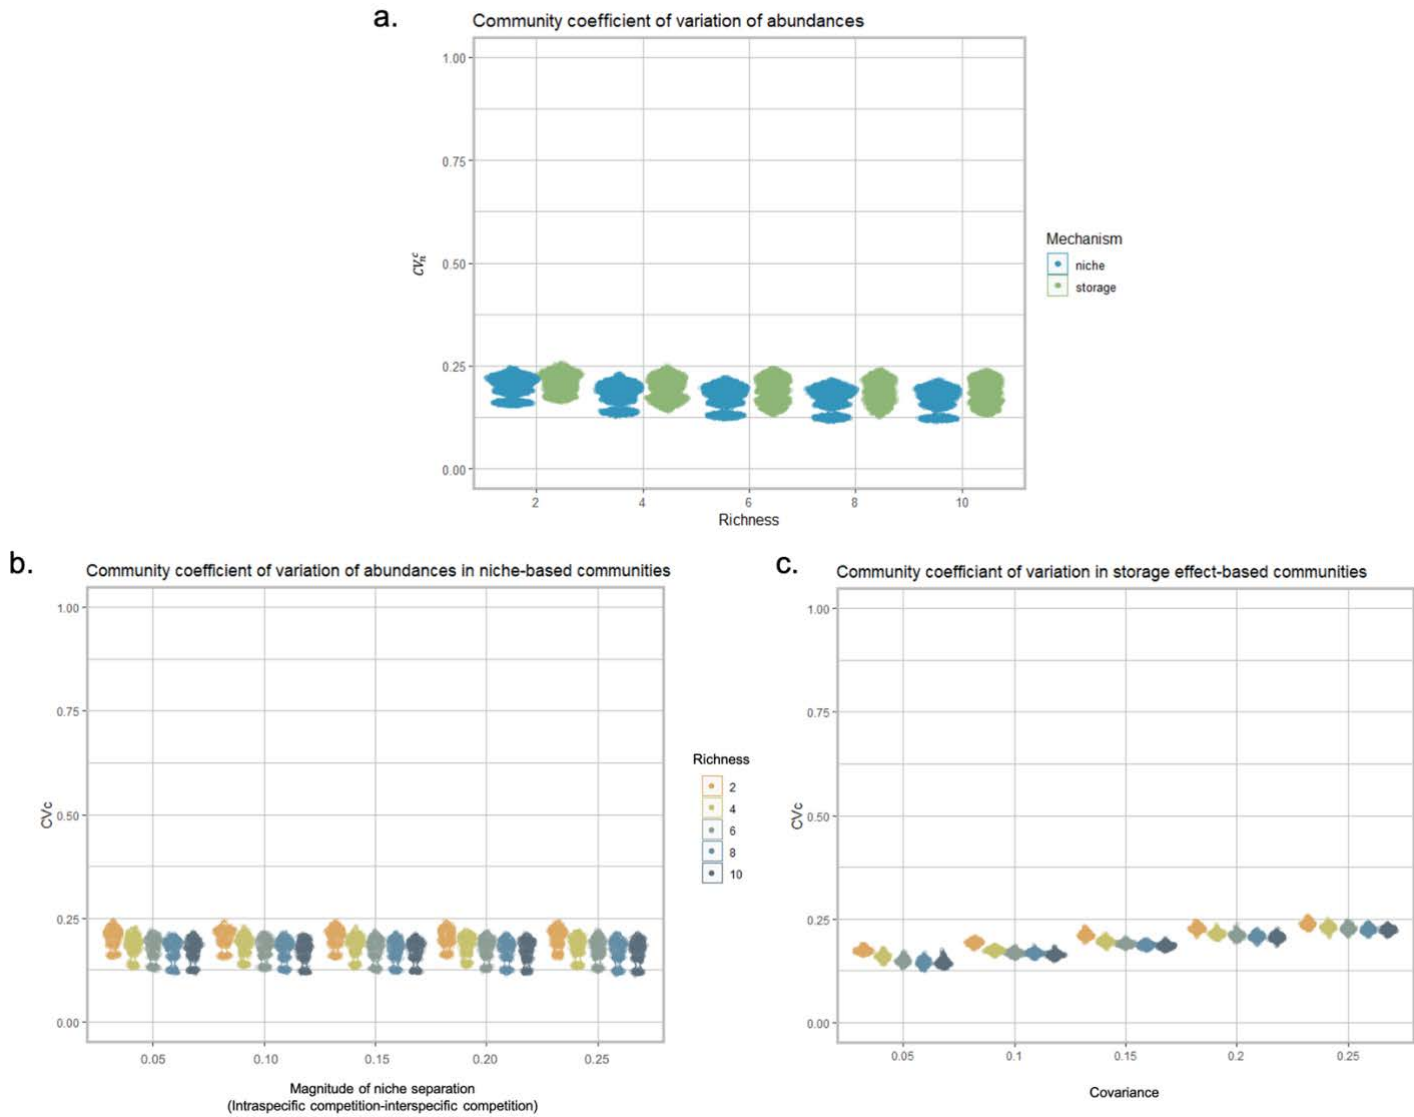 a.
Community coefficient of variation of abundances
1.00
0.75
0.50
0.25
0.00
2 4 6 8 10
Richness
Mechanism
niche
storage
b.
Community coefficient of variation of abundances in niche-based communities
CVc
1.00
0.75
0.50
0.25
0.00
0.05 0.10 0.15 0.20 0.25
Magnitude of niche separation
(Intraspecific competition-interspecific competition)
Richness
2
4
6
8
10
c.
Community coefficiant of variation in storage effect-based communities
CVc
1.00
0.75
0.50
0.25
0.00
0.05 0.1 0.15 0.2 0.25
Covariance